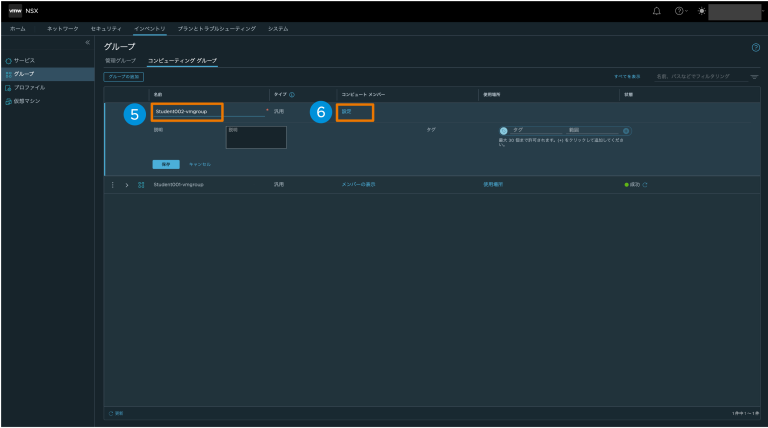 vmw NSX
ホーム ネットワーク セキュリティ インベントリ プランとトラブルシューティング システム
サービス
グループ
プロファイル
仮想マシン
グループ
管理グループ コンピューティング グループ
グループの追加 すべてを展開 名前、パスなどでフィルタリング
名前 タイプ コンピュート メンバー 使用場所 状態
5 Student002-vmgroup * 汎用 6 設定
説明 説明 タグ タグ 範囲
最大 30 個まで許可されます。(+) をクリックして追加してください。
保存 キャンセル
Student001-vmgroup 汎用 メンバーの表示 使用場所 成功
更新 1件中 1～1件